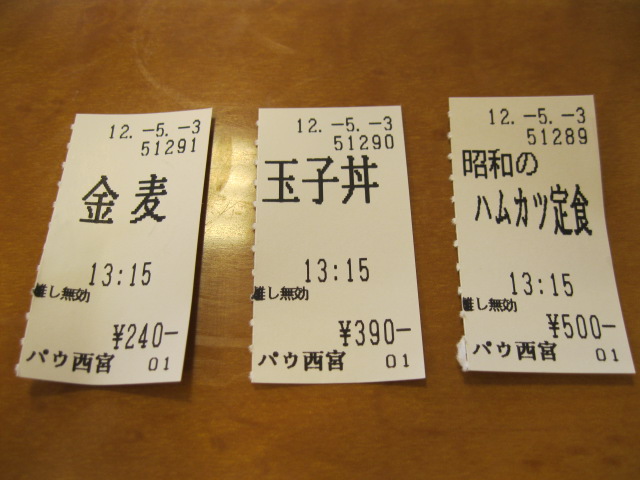 12.-5.-3
51291
金麦
13:15
離し無効
¥240-
パウ西宮 01
12.-5.-3
51290
玉子丼
13:15
離し無効
¥390-
パウ西宮 01
12.-5.-3
51289
昭和の
ハムカツ定食
13:15
離し無効
¥500-
パウ西宮 01